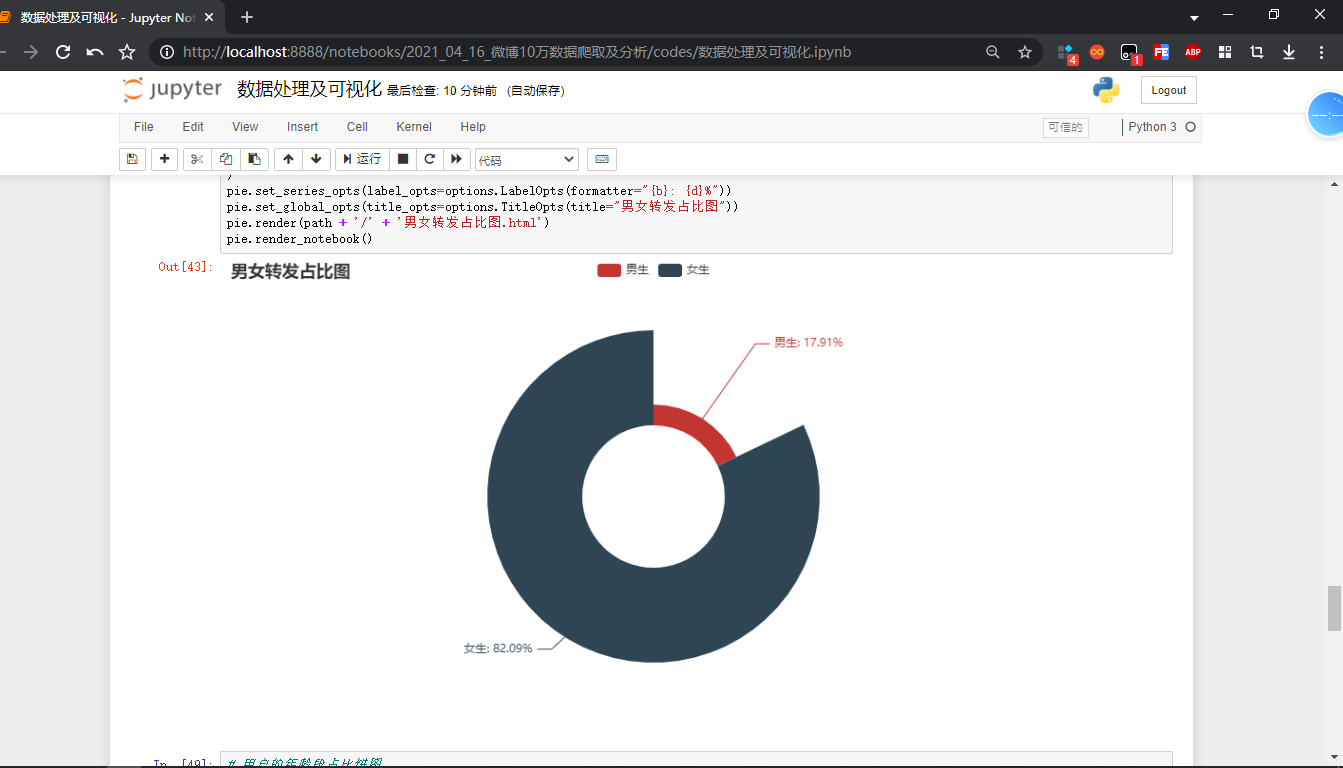 数据处理及可视化 - Jupyter Not
http://localhost:8888/notebooks/2021_04_16_微博10万数据爬取及分析/codes/数据处理及可视化.ipynb
4
1
FE
ABP
jupyter 数据处理及可视化 最后检查: 10 分钟前 (自动保存)
Logout
File Edit View Insert Cell Kernel Help
可信的
Python 3
运行
代码
)
pie.set_series_opts(label_opts=options.LabelOpts(formatter="{b}: {d}%"))
pie.set_global_opts(title_opts=options.TitleOpts(title="男女转发占比图"))
pie.render(path + '/' + '男女转发占比图.html')
pie.render_notebook()
Out[43]:
男女转发占比图
男生 女生
男生: 17.91%
女生: 82.09%
In [49]:
# 用户的年龄段占比饼图